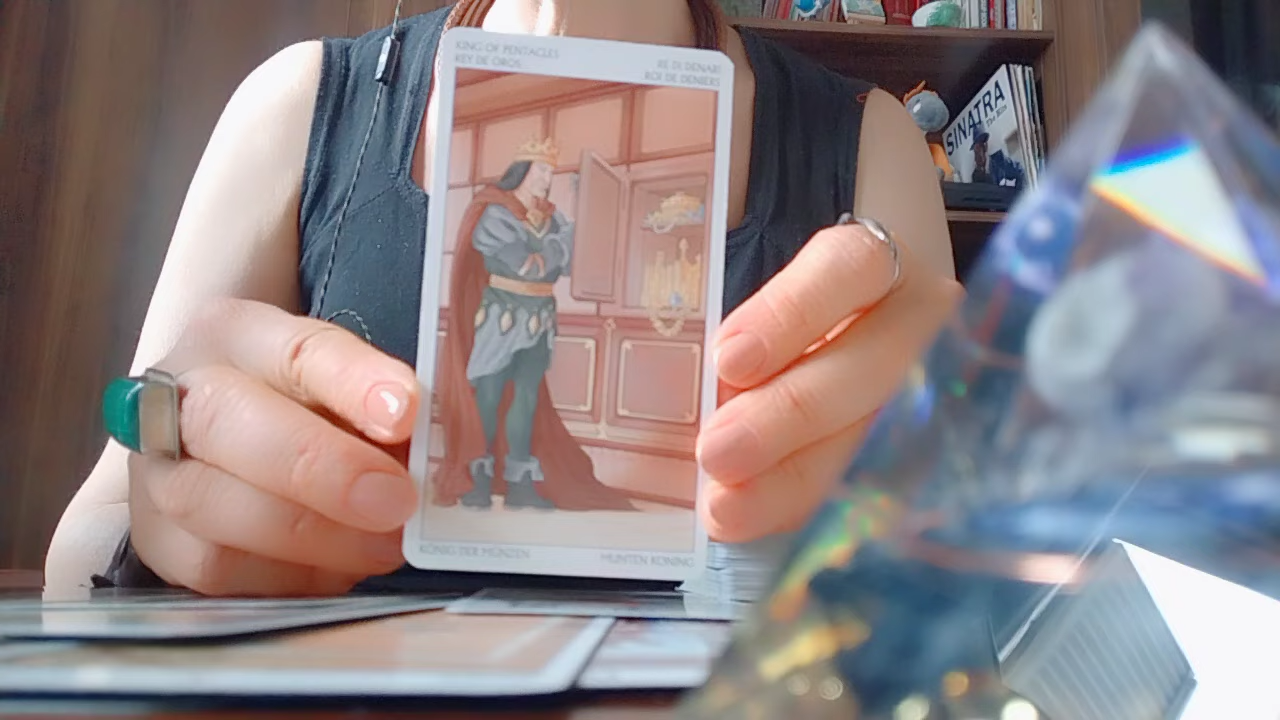 KING OF PENTACLES
REY DE OROS
RE DI DENARI
ROI DE DENIERS
SINATRA
KÖNIG DER MÜNZEN
MUNTEN KONING